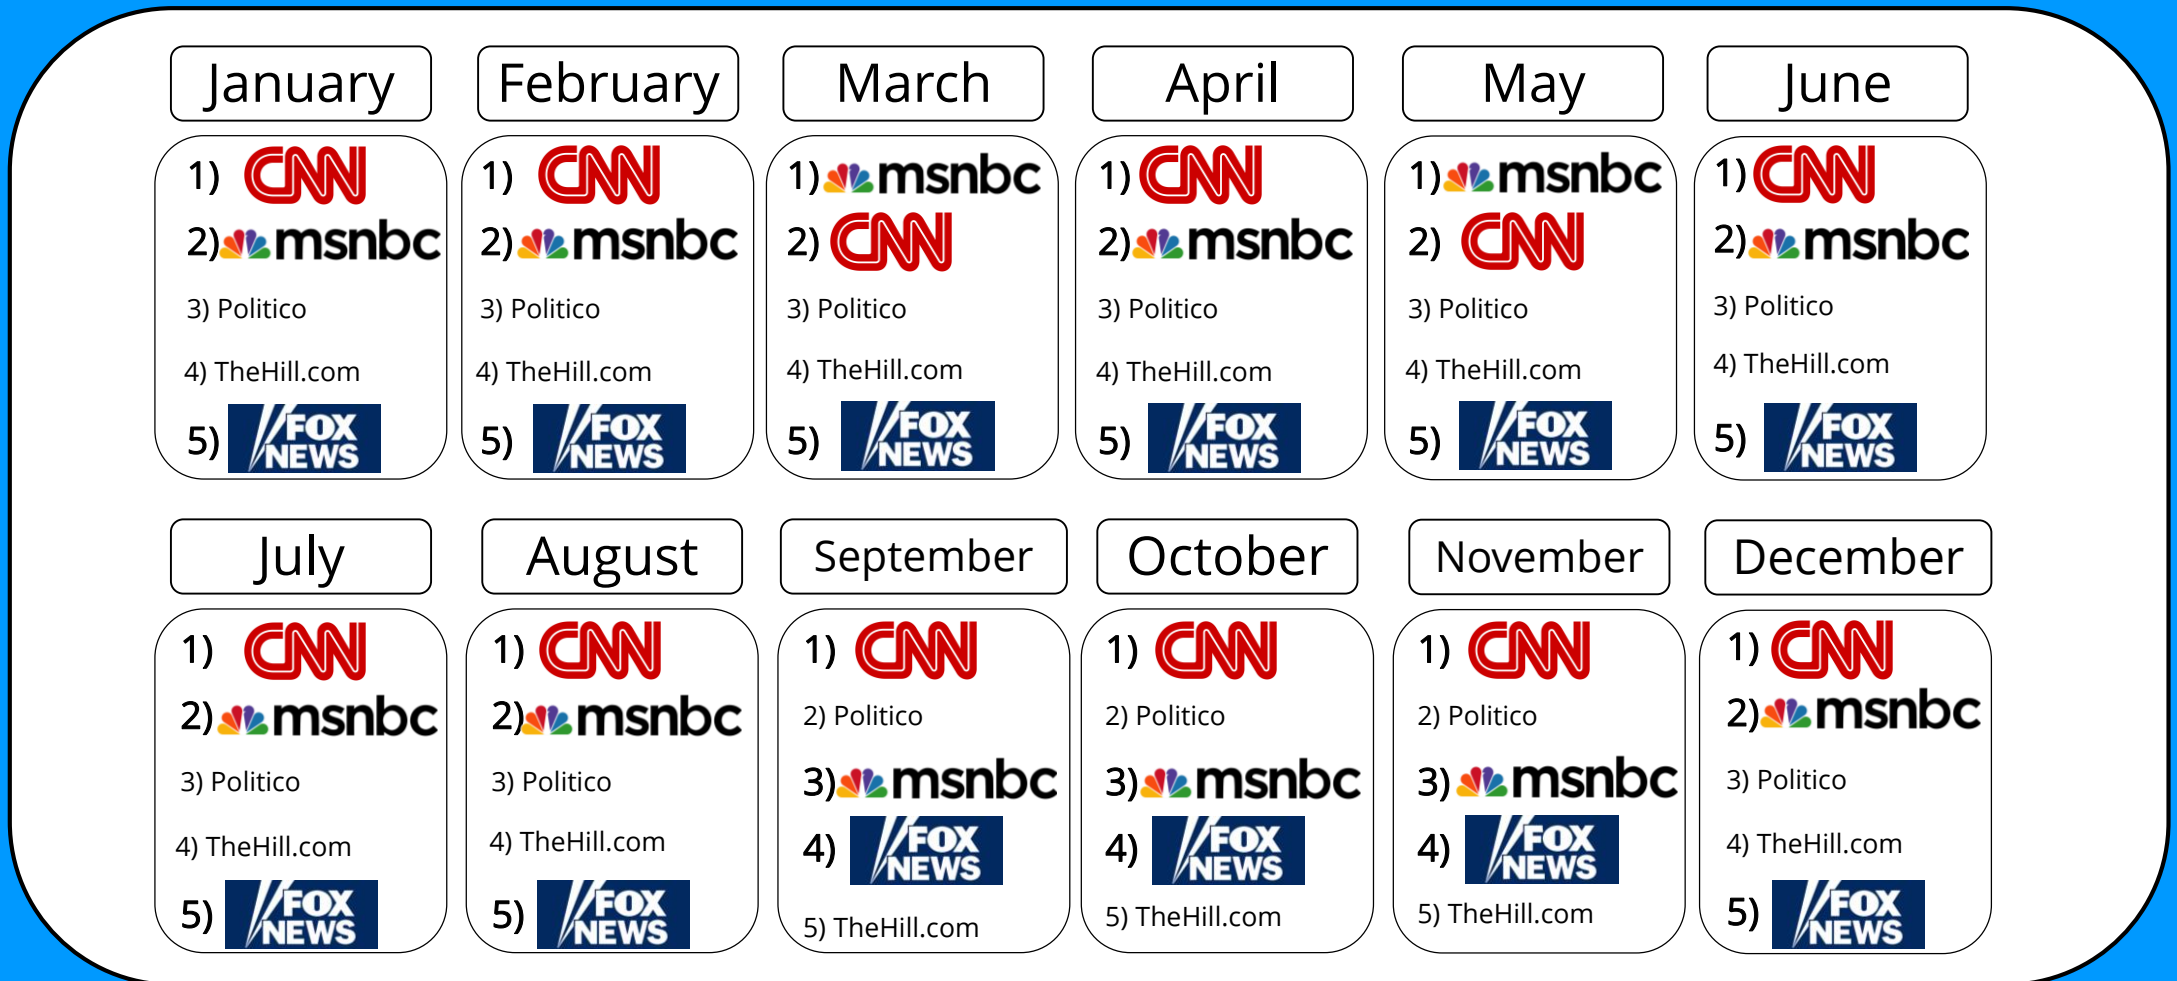 January
February
March
April
May
June
1) CNN
2) msnbc
3) Politico
4) TheHill.com
5) FOX NEWS
1) CNN
2) msnbc
3) Politico
4) TheHill.com
5) FOX NEWS
1) msnbc
2) CNN
3) Politico
4) TheHill.com
5) FOX NEWS
1) CNN
2) msnbc
3) Politico
4) TheHill.com
5) FOX NEWS
1) msnbc
2) CNN
3) Politico
4) TheHill.com
5) FOX NEWS
1) CNN
2) msnbc
3) Politico
4) TheHill.com
5) FOX NEWS
July
August
September
October
November
December
1) CNN
2) msnbc
3) Politico
4) TheHill.com
5) FOX NEWS
1) CNN
2) msnbc
3) Politico
4) TheHill.com
5) FOX NEWS
1) CNN
2) Politico
3) msnbc
4) FOX NEWS
5) TheHill.com
1) CNN
2) Politico
3) msnbc
4) FOX NEWS
5) TheHill.com
1) CNN
2) Politico
3) msnbc
4) FOX NEWS
5) TheHill.com
1) CNN
2) msnbc
3) Politico
4) TheHill.com
5) FOX NEWS